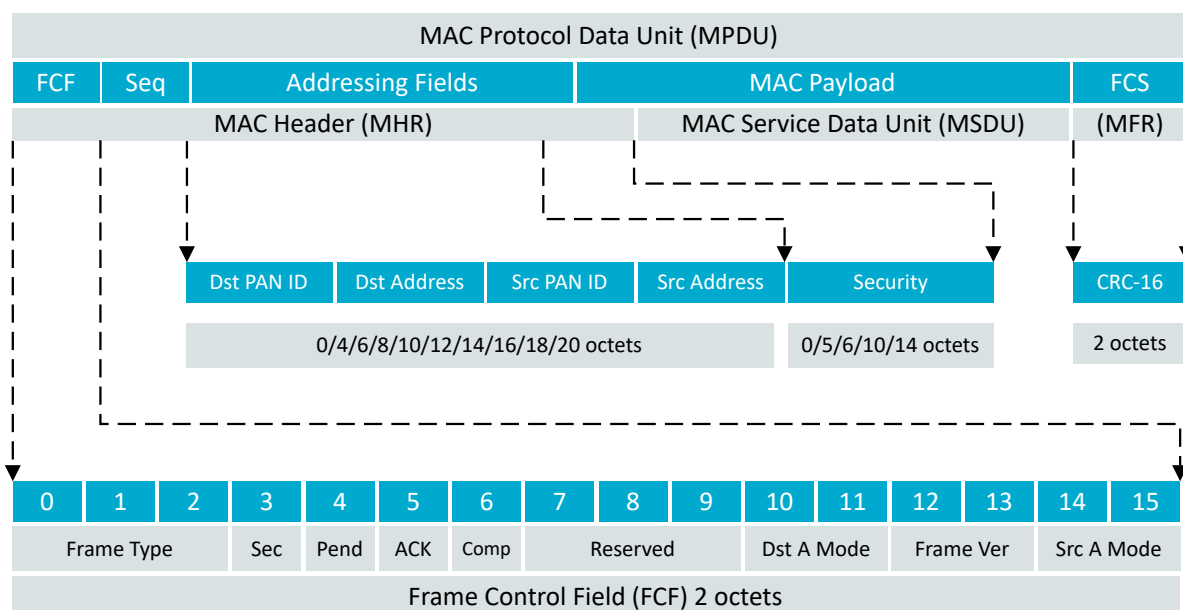 MAC Protocol Data Unit (MPDU)
FCF Seq Addressing Fields MAC Payload FCS
MAC Header (MHR) MAC Service Data Unit (MSDU) (MFR)
Dst PAN ID Dst Address Src PAN ID Src Address Security CRC-16
0/4/6/8/10/12/14/16/18/20 octets 0/5/6/10/14 octets 2 octets
0 1 2 3 4 5 6 7 8 9 10 11 12 13 14 15
Frame Type Sec Pend ACK Comp Reserved Dst A Mode Frame Ver Src A Mode
Frame Control Field (FCF) 2 octets